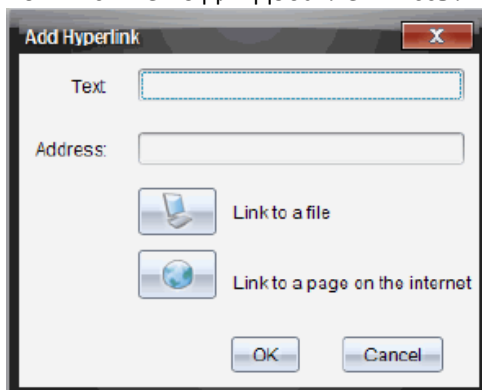 Add Hyperlink
X
Text
Address:
Link to a file
Link to a page on the internet
OK
Cancel